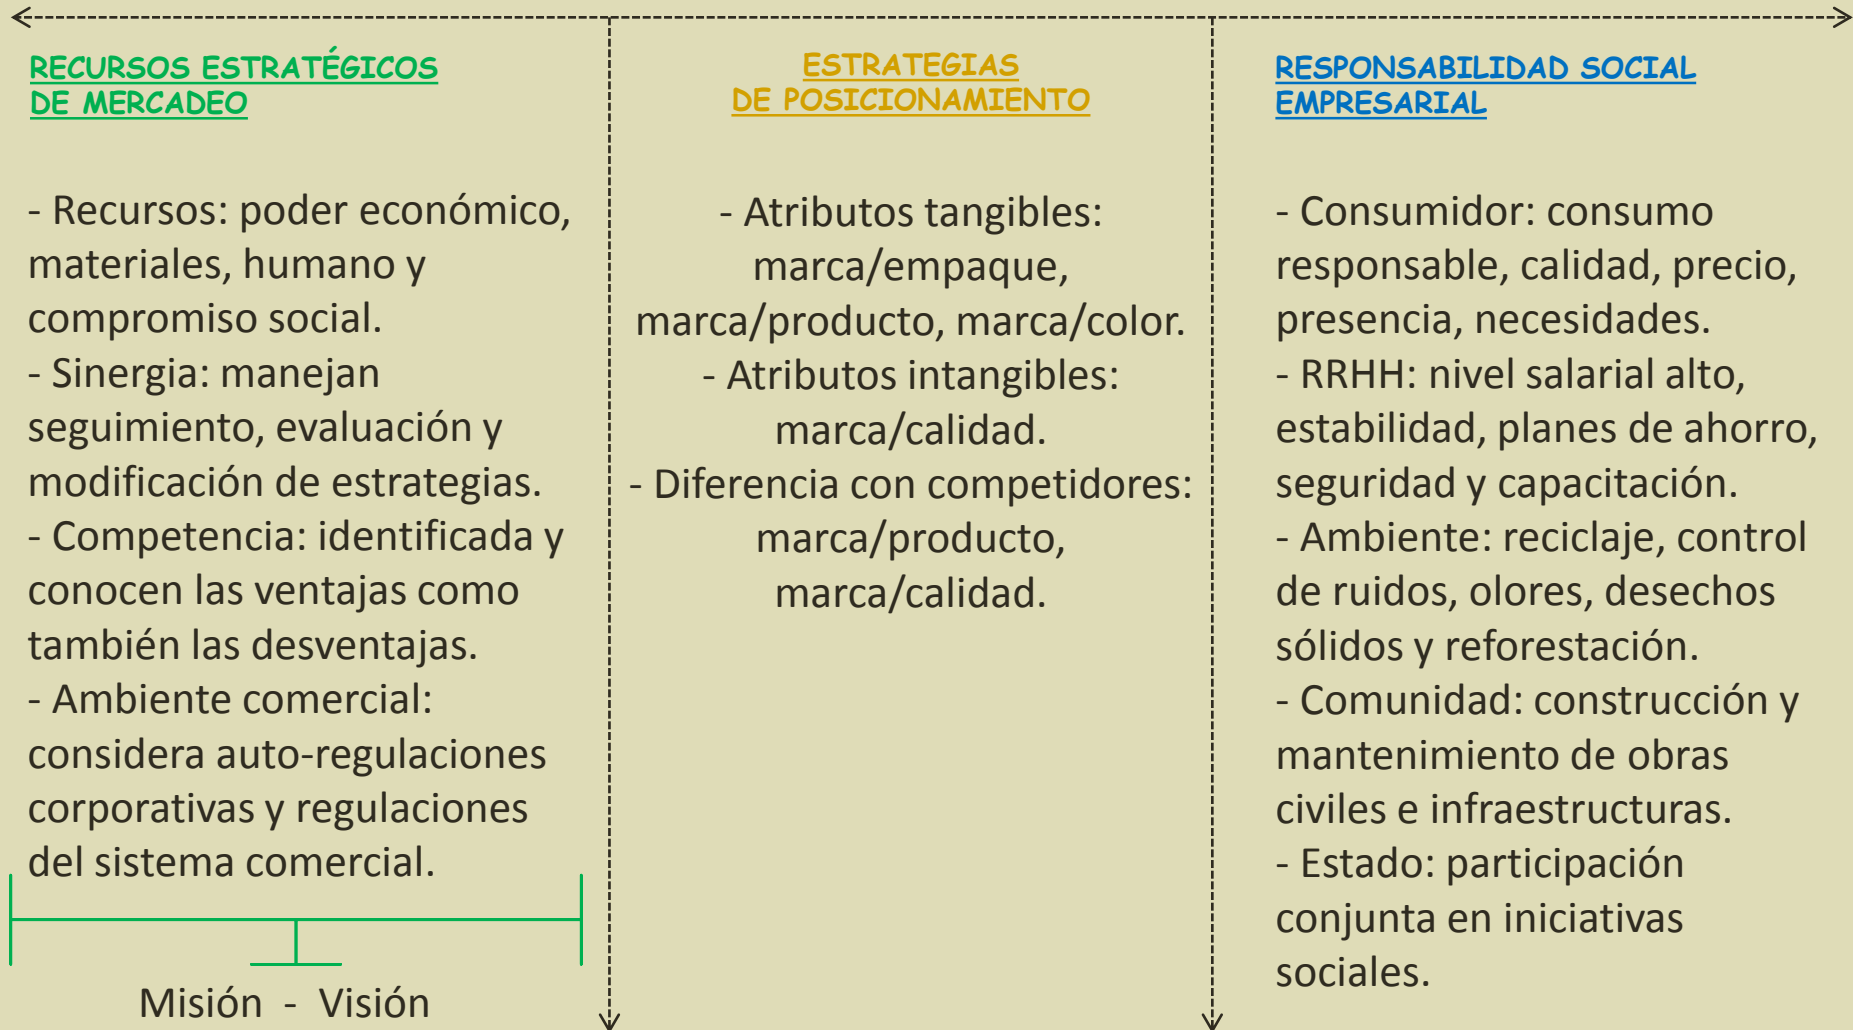 RECURSOS ESTRATÉGICOS
DE MERCADEO
- Recursos: poder económico,
materiales, humano y
compromiso social.
- Sinergia: manejan
seguimiento, evaluación y
modificación de estrategias.
- Competencia: identificada y
conocen las ventajas como
también las desventajas.
- Ambiente comercial:
considera auto-regulaciones
corporativas y regulaciones
del sistema comercial.
Misión - Visión
ESTRATEGIAS
DE POSICIONAMIENTO
- Atributos tangibles:
marca/empaque,
marca/producto, marca/color.
- Atributos intangibles:
marca/calidad.
- Diferencia con competidores:
marca/producto,
marca/calidad.
RESPONSABILIDAD SOCIAL
EMPRESARIAL
- Consumidor: consumo
responsable, calidad, precio,
presencia, necesidades.
- RRHH: nivel salarial alto,
estabilidad, planes de ahorro,
seguridad y capacitación.
- Ambiente: reciclaje, control
de ruidos, olores, desechos
sólidos y reforestación.
- Comunidad: construcción y
mantenimiento de obras
civiles e infraestructuras.
- Estado: participación
conjunta en iniciativas
sociales.